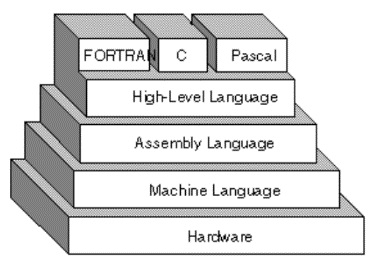 FORTRAN C Pascal
High-Level Language
Assembly Language
Machine Language
Hardware